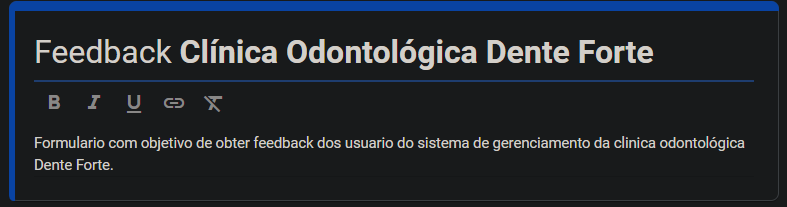 Feedback Clínica Odontológica Dente Forte
B I U
Formulario com objetivo de obter feedback dos usuario do sistema de gerenciamento da clinica odontológica
Dente Forte.